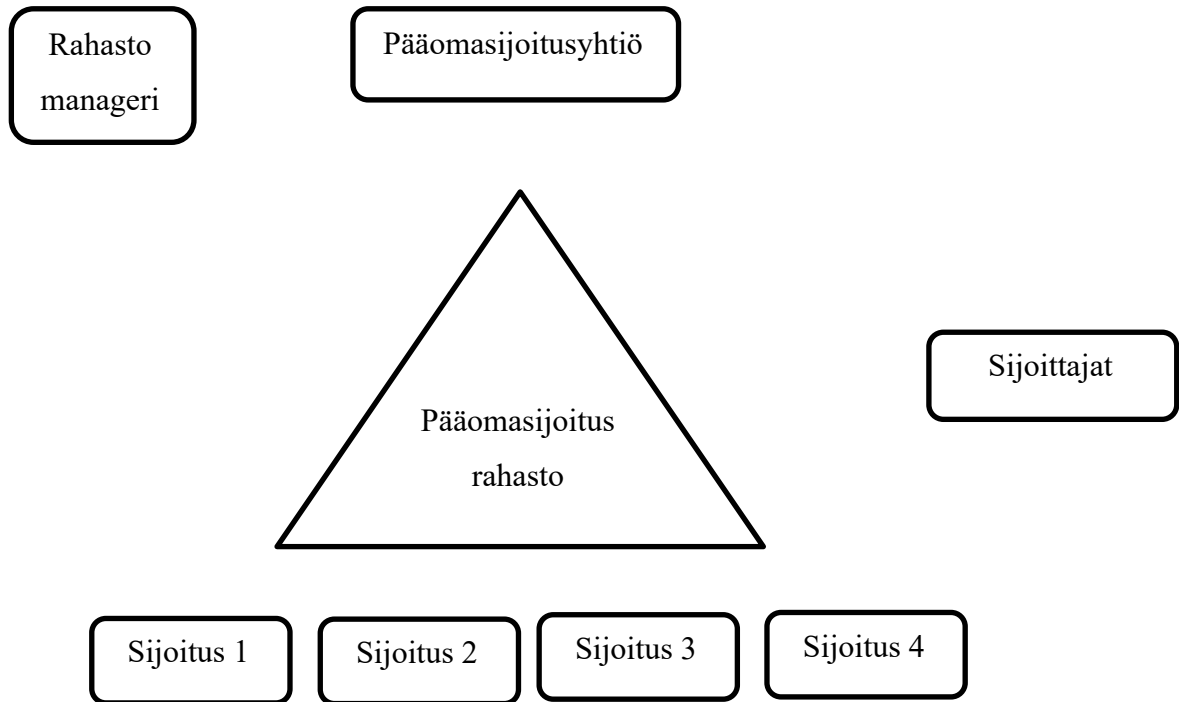 Rahasto
manageri
Pääomasijoitusyhtiö
Sijoittajat
Pääomasijoitus
rahasto
Sijoitus 1
Sijoitus 2
Sijoitus 3
Sijoitus 4